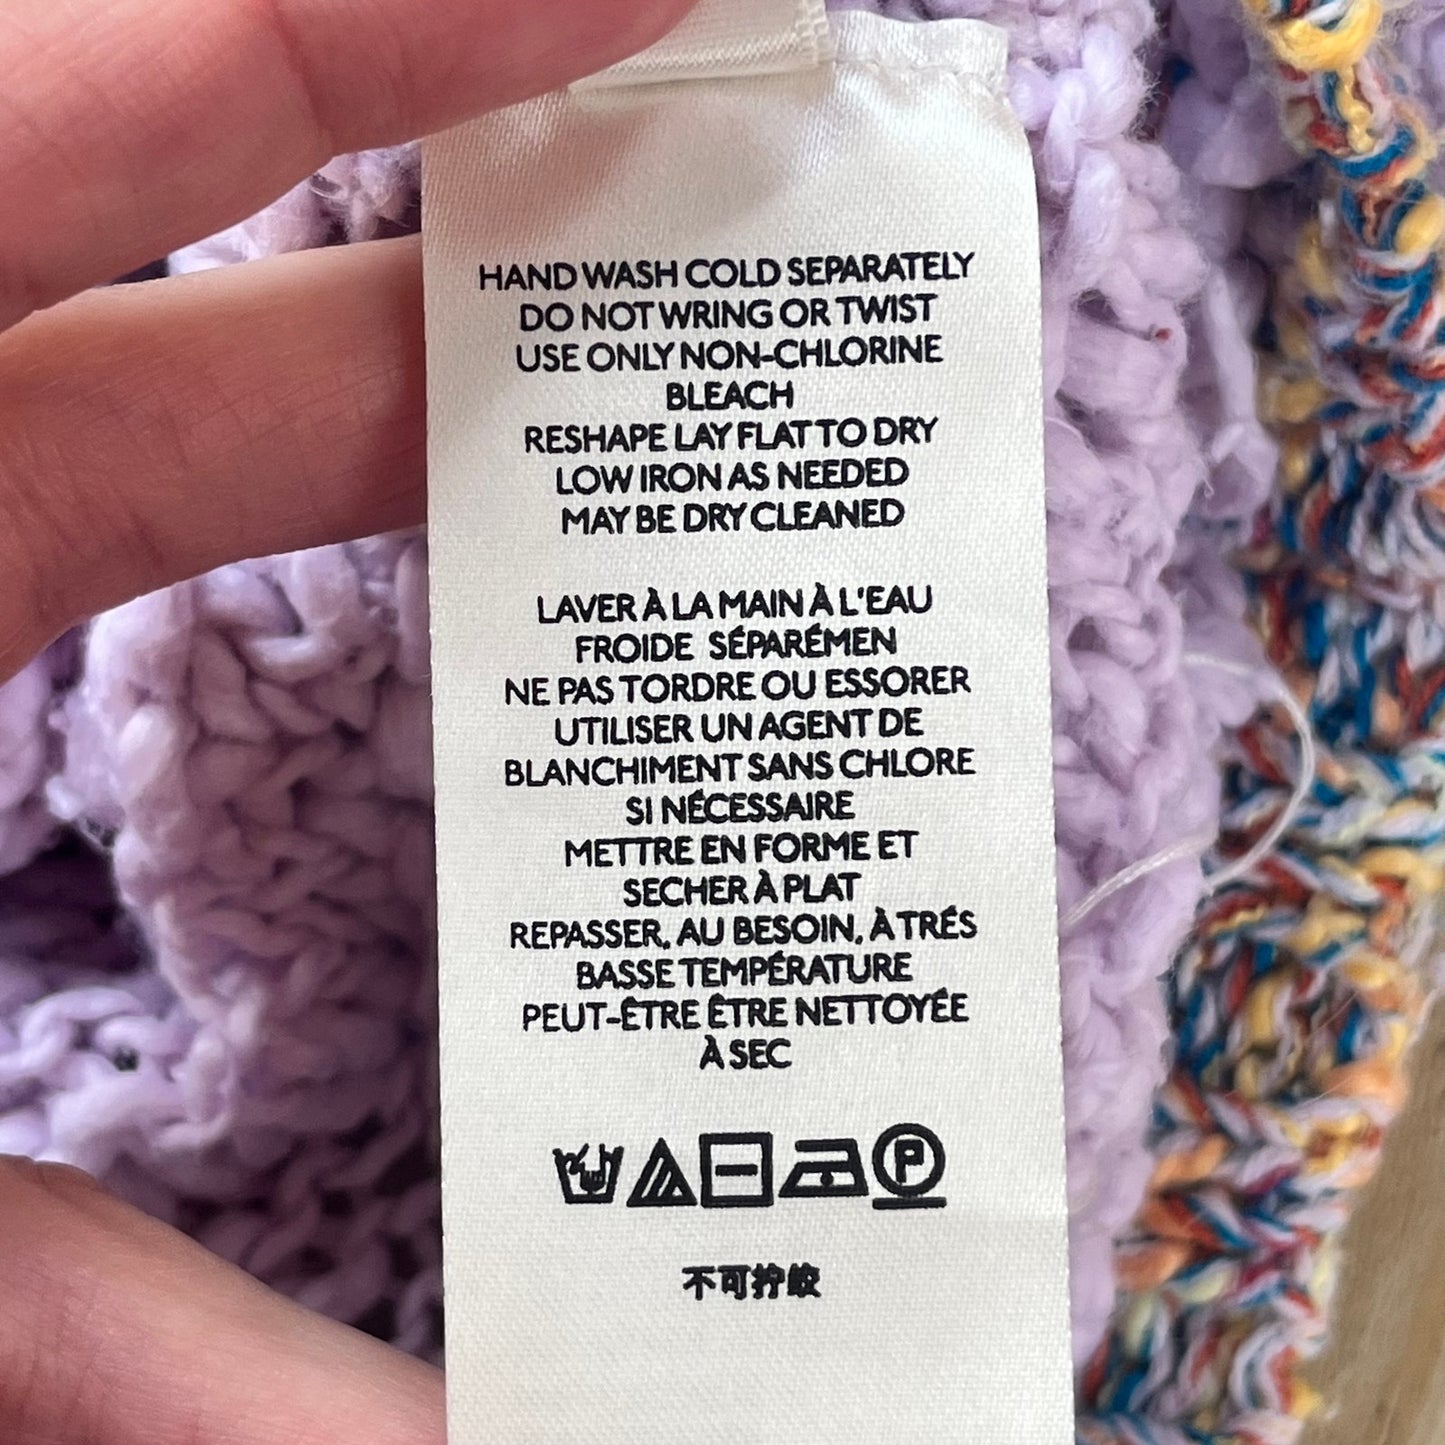 HAND WASH COLD SEPARATELY
DO NOT WRING OR TWIST
USE ONLY NON-CHLORINE
BLEACH
RESHAPE LAY FLAT TO DRY
LOW IRON AS NEEDED
MAY BE DRY CLEANED
LAVER À LA MAIN À L'EAU
FROIDE SÉPARÉMEN
NE PAS TORDRE OU ESSORER
UTILISER UN AGENT DE
BLANCHIMENT SANS CHLORE
SI NÉCESSAIRE
METTRE EN FORME ET
SECHER À PLAT
REPASSER, AU BESOIN, À TRÉS
BASSE TEMPÉRATURE
PEUT-ÊTRE ÊTRE NETTOYÉE
À SEC
P
不可拧絞